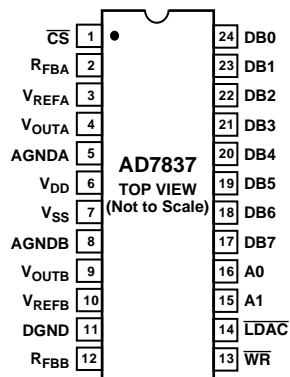 CS 1 24 DB0
RFBA 2 23 DB1
VREFA 3 22 DB2
VOUTA 4 21 DB3
AGNDA 5 20 DB4
AD7837
VDD 6 19 DB5
TOP VIEW
VSS 7 18 DB6
(Not to Scale)
AGNDB 8 17 DB7
VOUTB 9 16 A0
VREFB 10 15 A1
DGND 11 14 LDAC
RFBB 12 13 WR